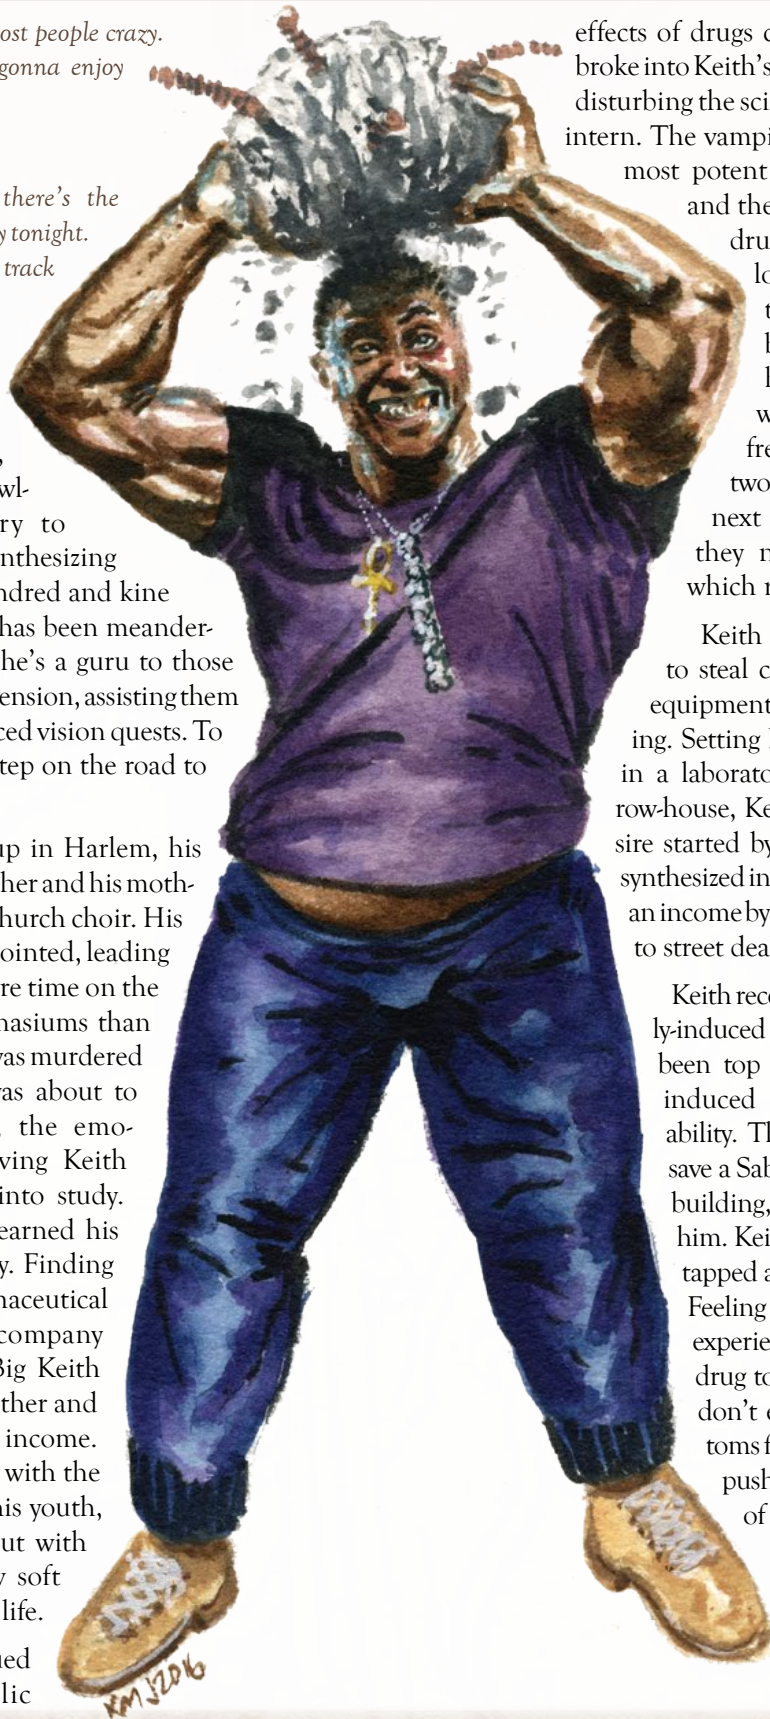 ost people crazy.
gonna enjoy
there's the
y tonight.
track
,
wl-
ry to
nthesizing
ndred and kine
has been meander-
he's a guru to those
ension, assisting them
ced vision quests. To
tep on the road to
up in Harlem, his
her and his moth-
hurch choir. His
ointed, leading
re time on the
nasiums than
was murdered
as about to
, the emo-
ving Keith
into study.
earned his
y. Finding
naceutical
company
Big Keith
ther and
income.
with the
his youth,
ut with
y soft
life.
ued
lic
effects of drugs
broke into Keith's
disturbing the sci
intern. The vampi
most potent
and the
dru
lo
t
b
l
w
fre
two
next
they n
which r
Keith
to steal c
equipment
ing. Setting
in a laborato
row-house, Ke
sire started by
synthesized in
an income by
to street dea
Keith rece
ly-induced
been top
induced
ability. Th
save a Sab
building,
him. Kei
tapped a
Feeling
experie
drug to
don't e
toms f
push
of
KMJ 2016